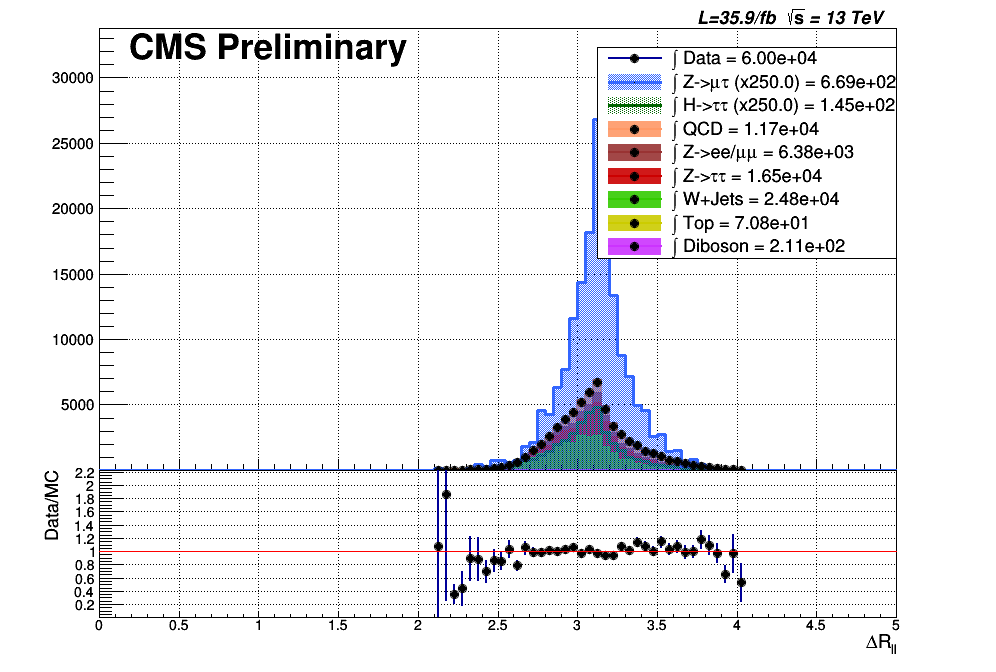 L=35.9/fb √s = 13 TeV
CMS Preliminary
∫ Data = 6.00e+04
∫ Z->μτ (x250.0) = 6.69e+02
∫ H->ττ (x250.0) = 1.45e+02
∫ QCD = 1.17e+04
∫ Z->ee/μμ = 6.38e+03
∫ Z->ττ = 1.65e+04
∫ W+Jets = 2.48e+04
∫ Top = 7.08e+01
∫ Diboson = 2.11e+02
30000
25000
20000
15000
10000
5000
Data/MC
2.2
2
1.8
1.6
1.4
1.2
1
0.8
0.6
0.4
0.2
0 0.5 1 1.5 2 2.5 3 3.5 4 4.5 5
ΔR_ll